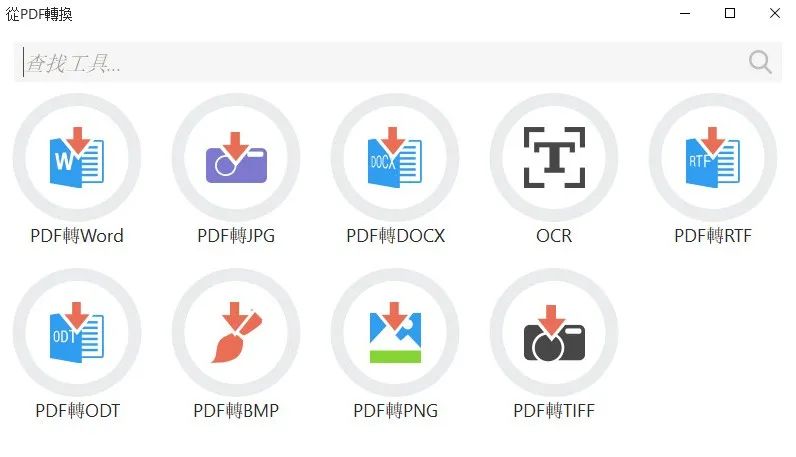 從PDF轉換
查找工具...
W
DOCX
T
RTF
PDF轉Word
PDF轉JPG
PDF轉DOCX
OCR
PDF轉RTF
ODT
PDF轉ODT
PDF轉BMP
PDF轉PNG
PDF轉TIFF